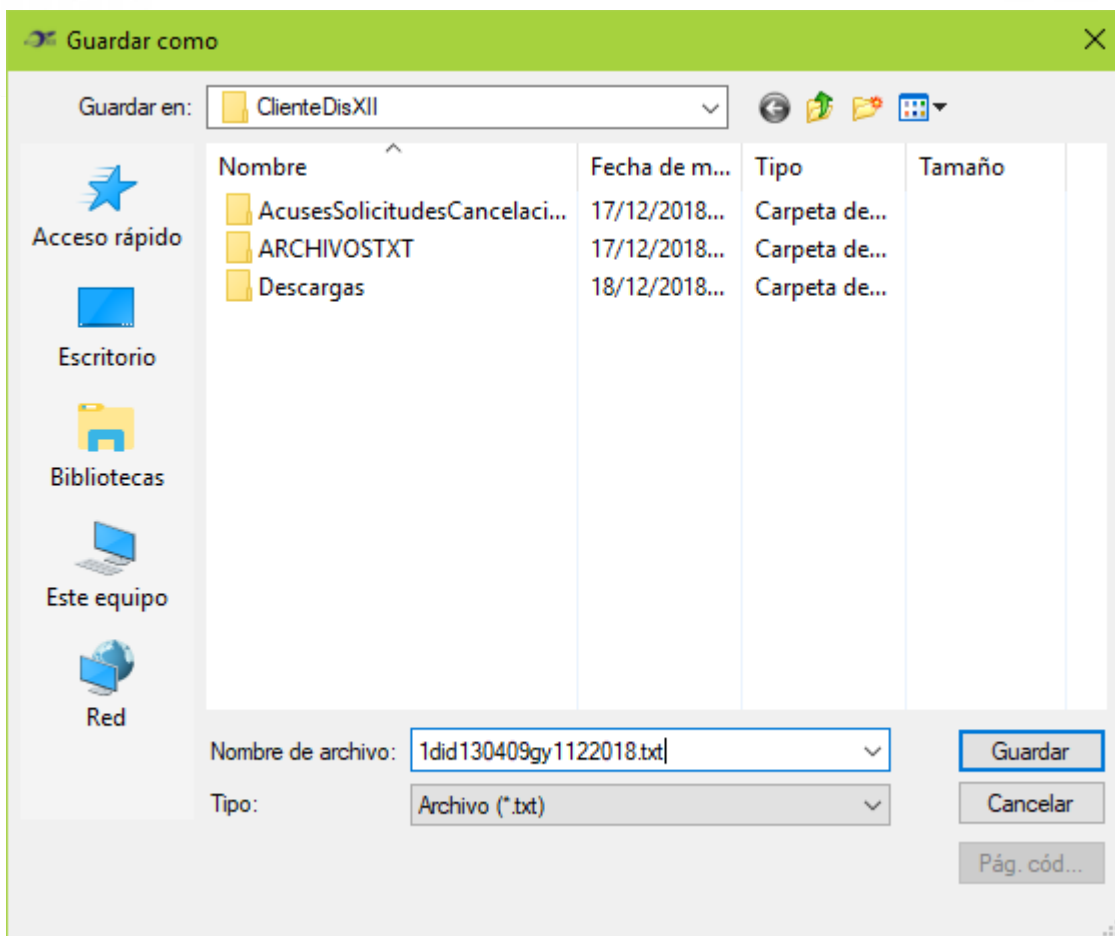 Guardar como
Guardar en: ClienteDisXII
Nombre Fecha de m... Tipo Tamaño
AcusesSolicitudesCancelaci... 17/12/2018... Carpeta de...
ARCHIVOSTXT 17/12/2018... Carpeta de...
Descargas 18/12/2018... Carpeta de...
Acceso rápido
Escritorio
Bibliotecas
Este equipo
Red
Nombre de archivo: 1did130409gy1122018.txt Guardar
Tipo: Archivo (*.txt) Cancelar
Pág. cód...